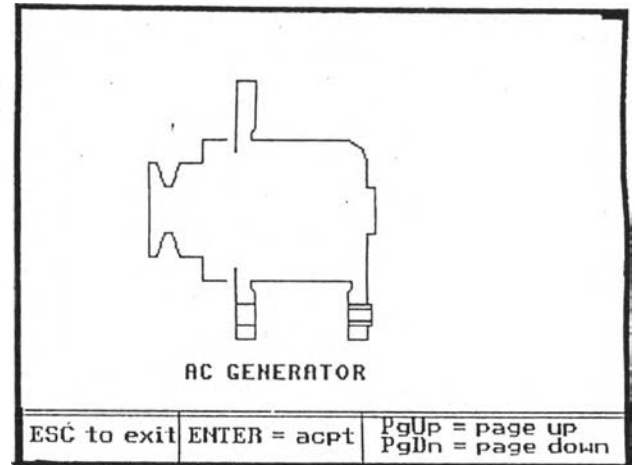 AC GENERATOR
ESC to exit
ENTER = acpt
PgUp = page up
PgDn = page down